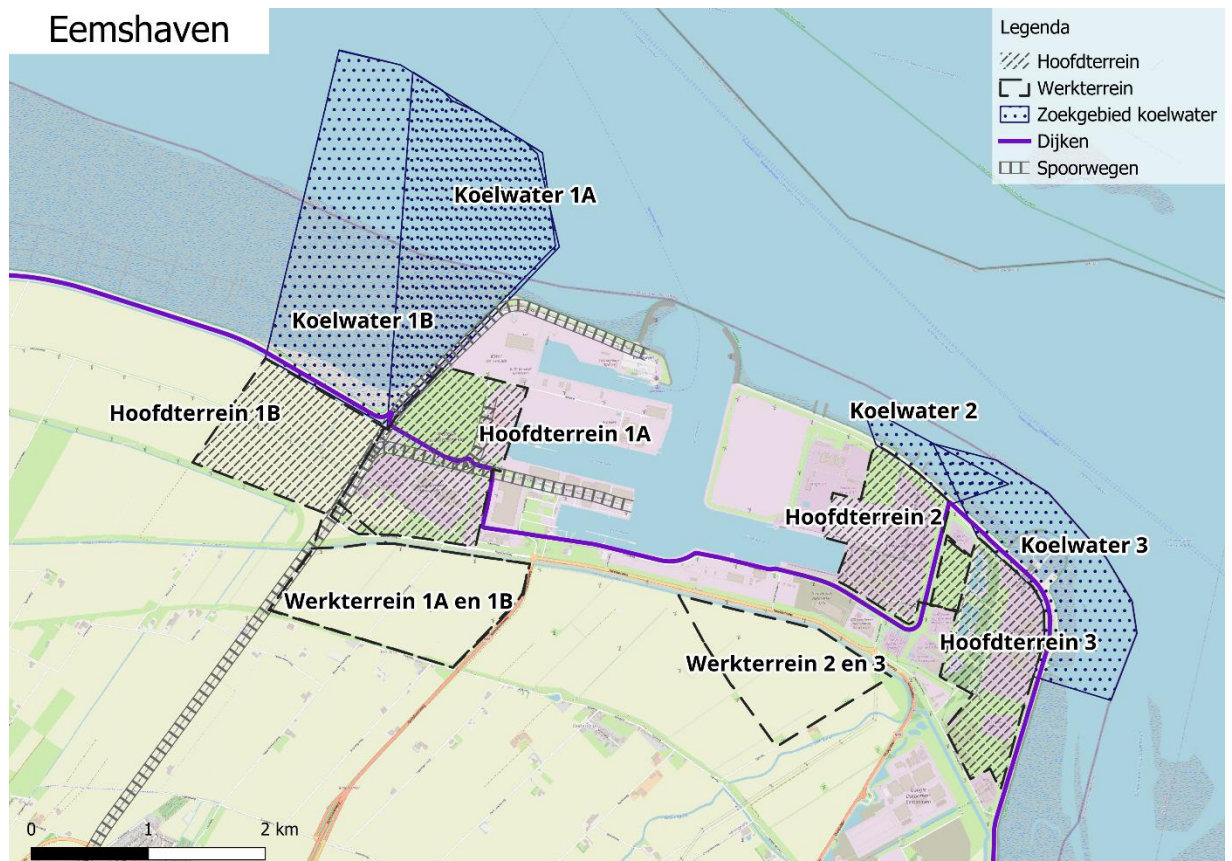 Eemshaven
Legenda
Hoofdterrein
Werkterrein
Zoekgebied koelwater
Dijken
Spoorwegen
Koelwater 1A
Koelwater 1B
Hoofdterrein 1B
Hoofdterrein 1A
Koelwater 2
Hoofdterrein 2
Koelwater 3
Werkterrein 1A en 1B
Hoofdterrein 3
Werkterrein 2 en 3
0 1 2 km